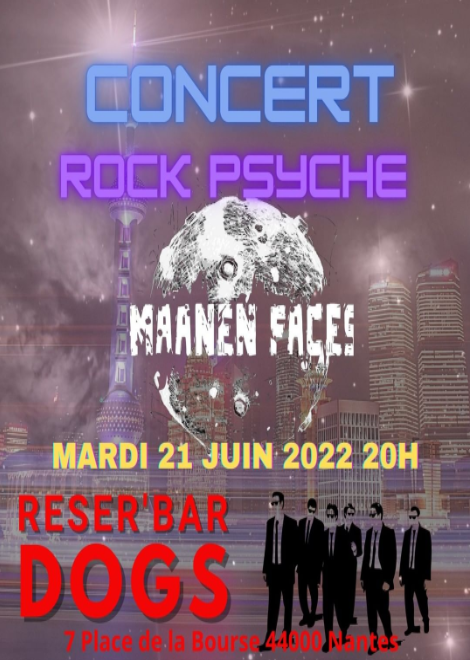 CONCERT
ROCK PSYCHE
MAANEN FACES
MARDI 21 JUIN 2022 20H
RESER'BAR
DOGS
7 Place de la Bourse 44000 Nantes